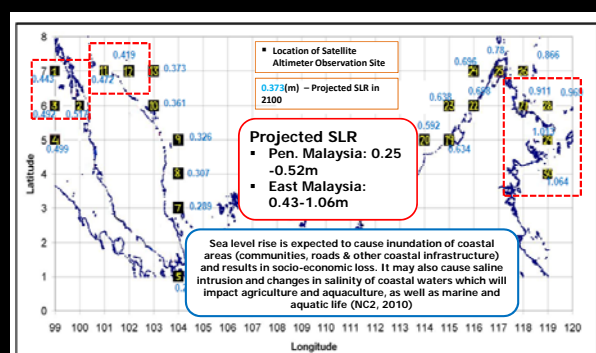 Location of Satellite
Altimeter Observation Site
0.373(m) – Projected SLR in
2100
8
7
6
5
4
3
2
1
0
Latitude
99 100 101 102 103 104 105 106 107 108 109 110 111 112 113 114 115 116 117 118 119 120
Longitude
0.419
0.443
0.472
0.373
0.492
0.361
0.499
0.326
0.307
0.289
0.78
0.866
0.696
0.911
0.638
0.592
0.634
1.064
Projected SLR
Pen. Malaysia: 0.25
-0.52m
East Malaysia:
0.43-1.06m
Sea level rise is expected to cause inundation of coastal
areas (communities, roads & other coastal infrastructure)
and results in socio-economic loss. It may also cause saline
intrusion and changes in salinity of coastal waters which will
impact agriculture and aquaculture, as well as marine and
aquatic life (NC2, 2010)